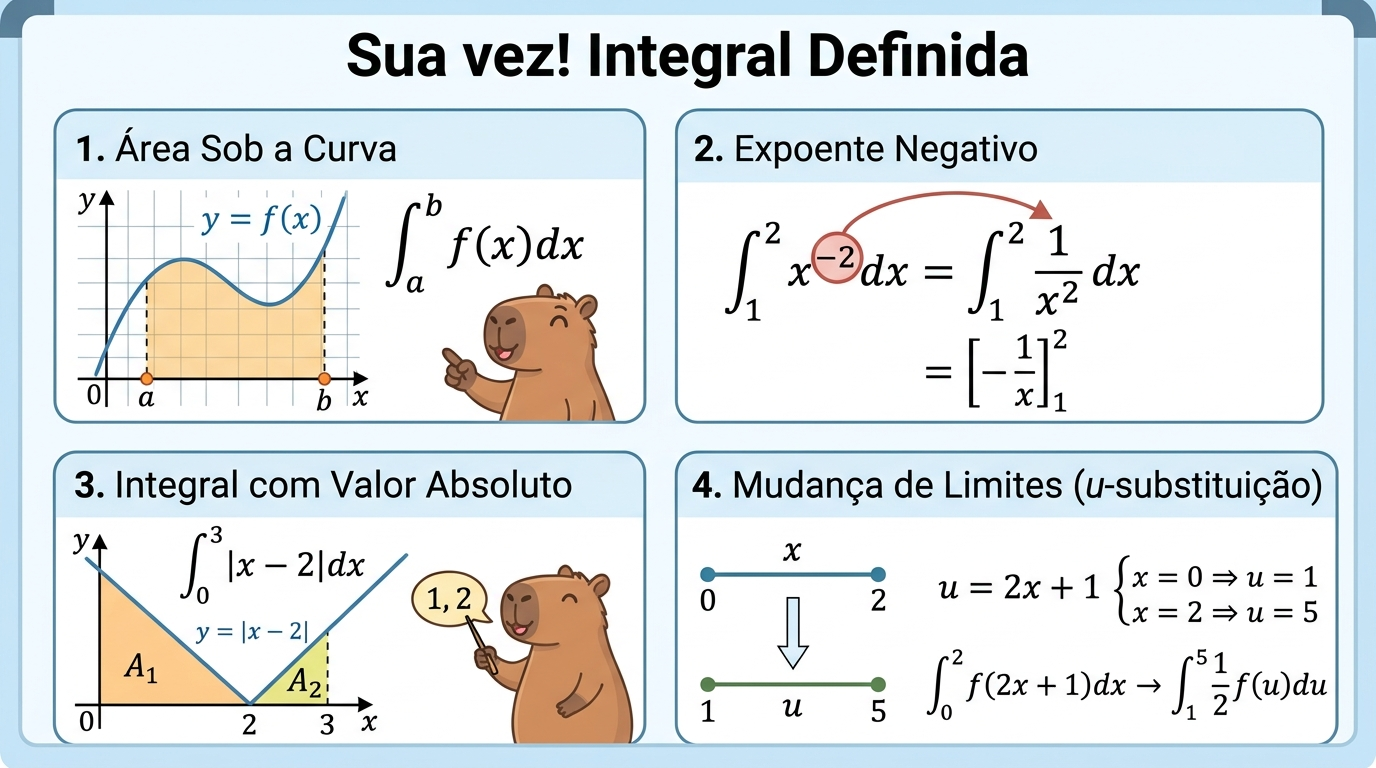 Sua vez! Integral Definida
1. Área Sob a Curva
y
y = f(x)
0
a
b
x
∫_a^b f(x)dx
2. Expoente Negativo
∫_1^2 x^{-2}dx = ∫_1^2 1/x^2 dx
= [-1/x]_1^2
3. Integral com Valor Absoluto
y
∫_0^3 |x − 2|dx
y = |x − 2|
A_1
A_2
0
2
3
x
1, 2
4. Mudança de Limites (u-substituição)
x
0
2
1
u
5
u = 2x + 1 { x = 0 ⇒ u = 1
x = 2 ⇒ u = 5
∫_0^2 f(2x + 1)dx → ∫_1^5 1/2 f(u)du